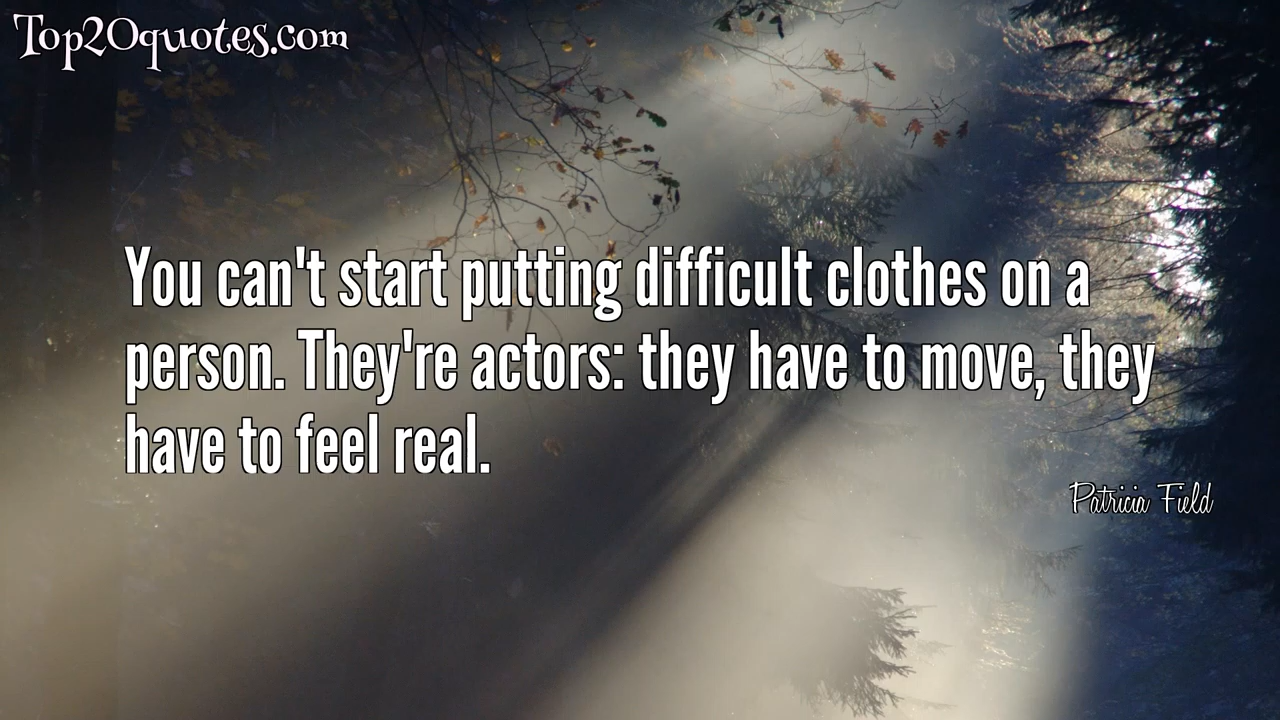 Top20quotes.com
You can't start putting difficult clothes on a
person. They're actors: they have to move, they
have to feel real.
Patricia Field